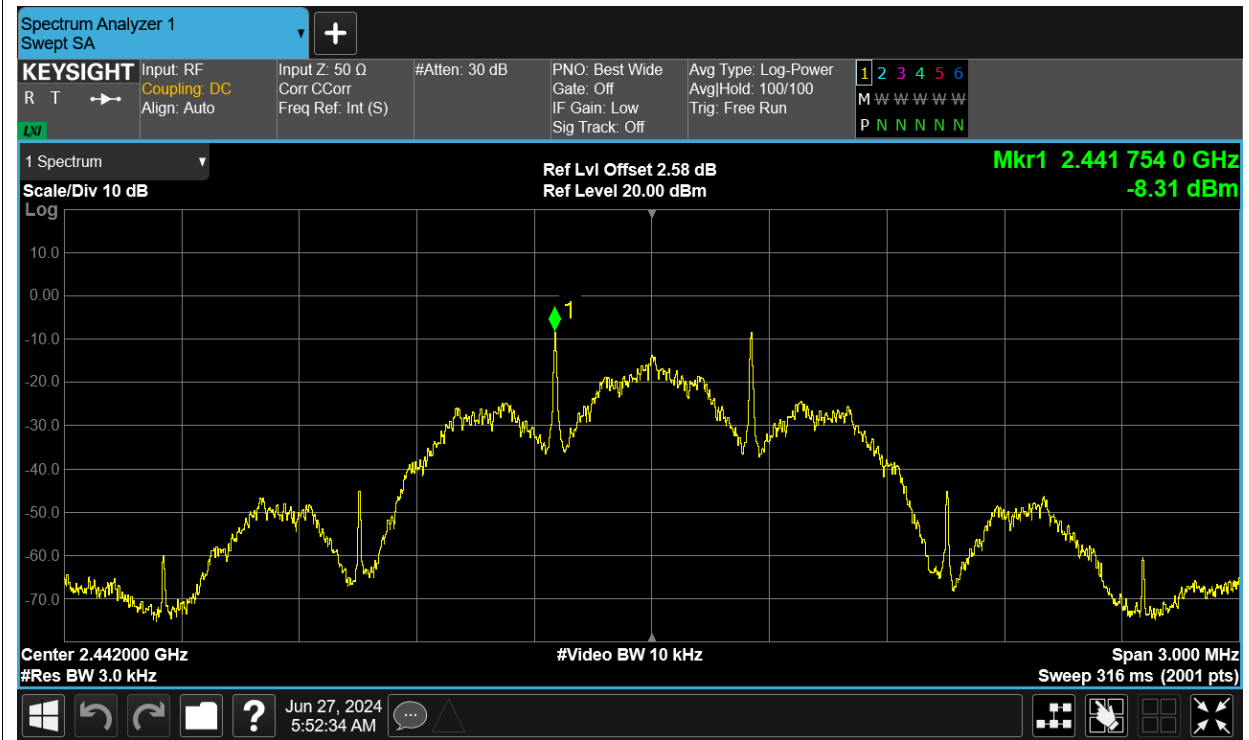 Spectrum Analyzer 1
Swept SA
+
KEYSIGHT
R T
LXI
Input: RF
Coupling: DC
Align: Auto
Input Z: 50 Ω
Corr CCorr
Freq Ref: Int (S)
#Atten: 30 dB
PNO: Best Wide
Gate: Off
IF Gain: Low
Sig Track: Off
Avg Type: Log-Power
Avg|Hold: 100/100
Trig: Free Run
1 2 3 4 5 6
M W W W W W
P N N N N N
1 Spectrum
Scale/Div 10 dB
Ref Lvl Offset 2.58 dB
Ref Level 20.00 dBm
Mkr1 2.441 754 0 GHz
-8.31 dBm
Log
10.0
0.00
-10.0
-20.0
-30.0
-40.0
-50.0
-60.0
-70.0
1
Center 2.442000 GHz
#Video BW 10 kHz
Span 3.000 MHz
#Res BW 3.0 kHz
Sweep 316 ms (2001 pts)
?
Jun 27, 2024
5:52:34 AM